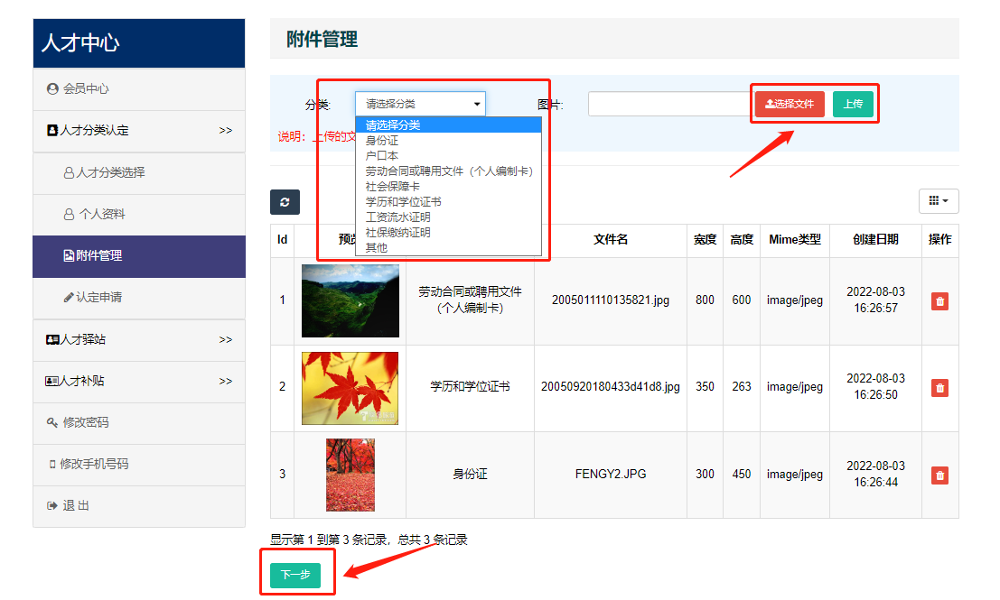 人才中心
会员中心
人才分类认定 >>
人才分类选择
个人资料
附件管理
认定申请
人才驿站 >>
人才补贴 >>
修改密码
修改手机号码
退 出
附件管理
分类: 请选择分类 图片: 选择文件 上传
请选择分类
身份证
户口本
劳动合同或聘用文件（个人编制卡）
社会保障卡
学历和学位证书
工资流水证明
社保缴纳证明
其他
说明：上传的文
Id 预 文件名 宽度 高度 Mime类型 创建日期 操作
1 劳动合同或聘用文件（个人编制卡） 2005011110135821.jpg 800 600 image/jpeg 2022-08-03 16:26:57
2 学历和学位证书 20050920180433d41d8.jpg 350 263 image/jpeg 2022-08-03 16:26:50
3 身份证 FENGY2.JPG 300 450 image/jpeg 2022-08-03 16:26:44
显示第 1 到第 3 条记录，总共 3 条记录
下一步